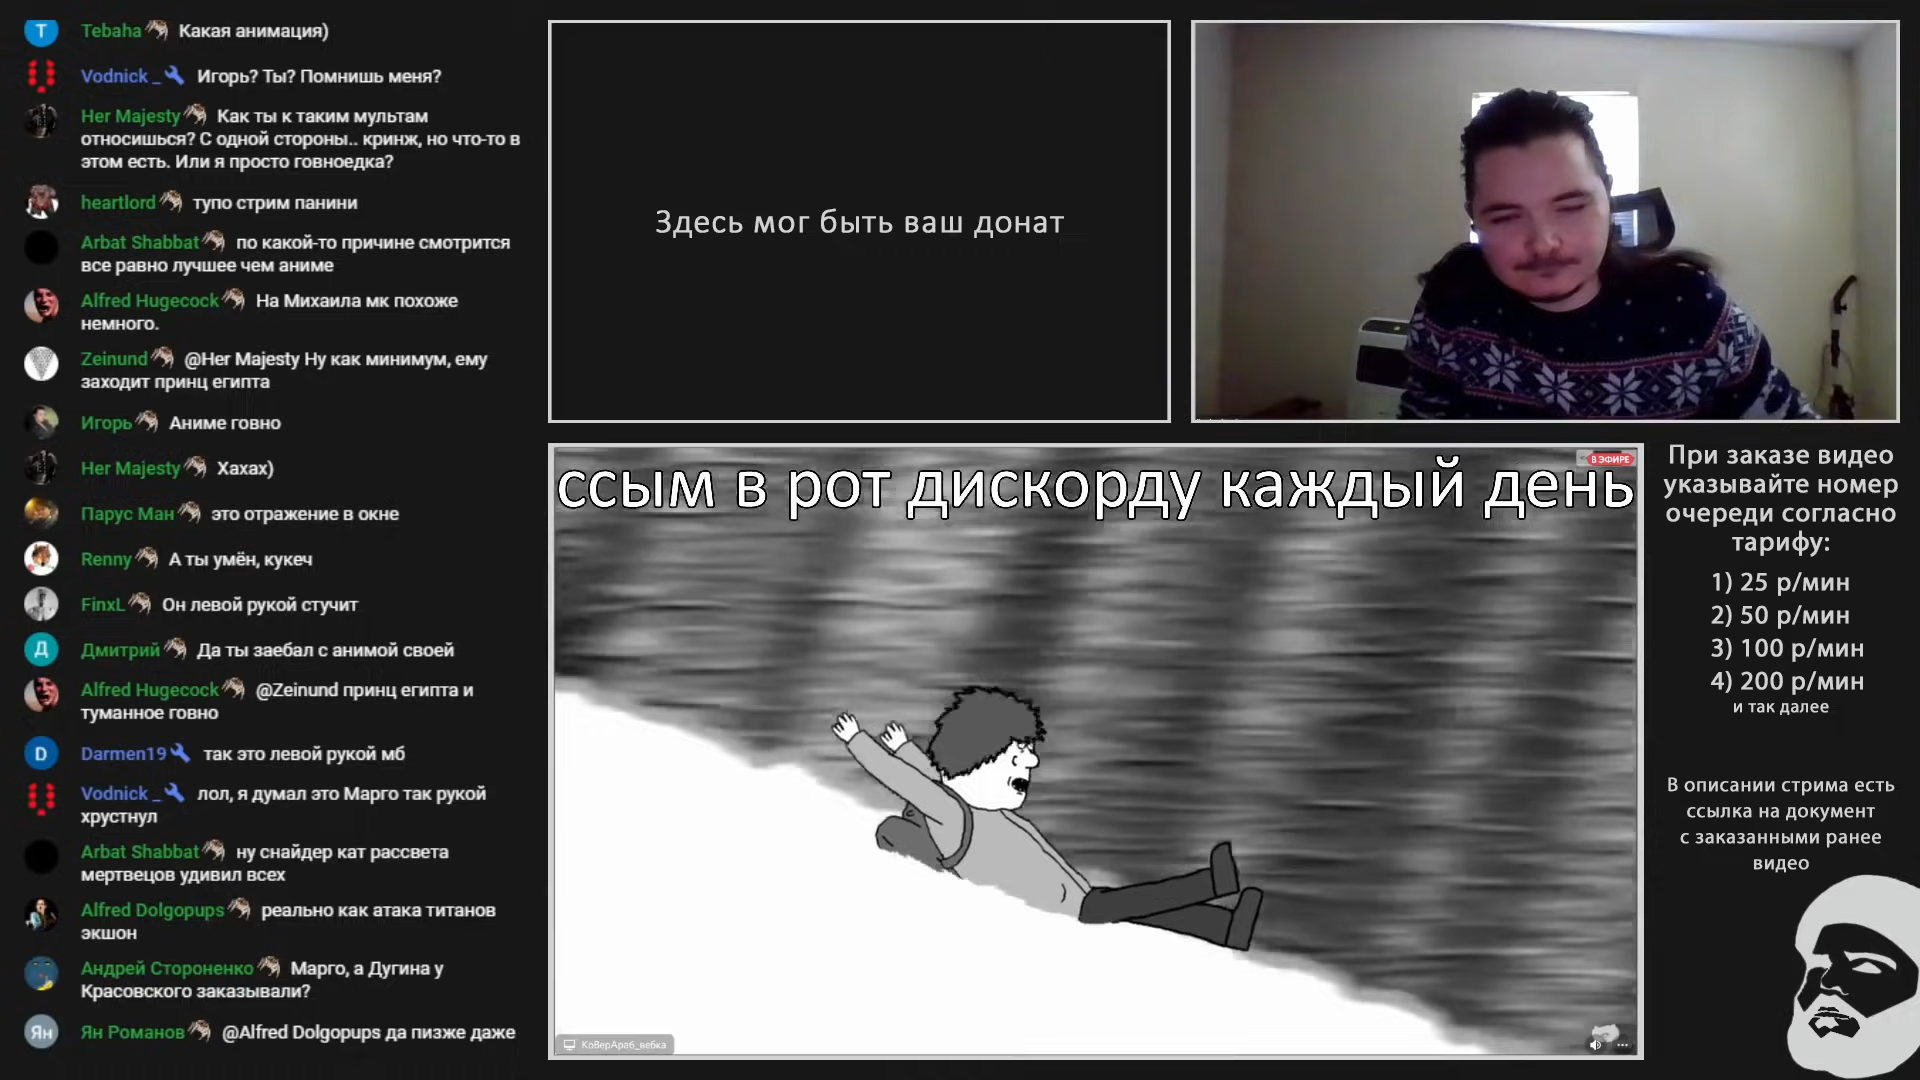 T
Tebaha Какая анимация)
Vodnick _ Игорь? Ты? Помнишь меня?
Her Majesty Как ты к таким мультам
относишься? С одной стороны.. кринж, но что-то в
этом есть. Или я просто говноедка?
heartlord тупо стрим панини
Arbat Shabbat по какой-то причине смотрится
все равно лучшее чем аниме
Alfred Hugecock На Михаила мк похоже
немного.
Zeinund @Her Majesty Ну как минимум, ему
заходит принц египта
Игорь Аниме говно
Her Majesty Хахах)
Парус Ман это отражение в окне
Renny А ты умён, кукеч
FinxL Он левой рукой стучит
Д
Дмитрий Да ты заебал с анимой своей
Alfred Hugecock @Zeinund принц египта и
туманное говно
D
Darmen19 так это левой рукой мб
Vodnick _ лол, я думал это Марго так рукой
хрустнул
Arbat Shabbat ну снайдер кат рассвета
мертвецов удивил всех
Alfred Dolgopups реально как атака титанов
экшон
Андрей Стороненко Марго, а Дугина у
Красовского заказывали?
Ян
Ян Романов @Alfred Dolgopups да пизже даже
Здесь мог быть ваш донат
В ЭФИРЕ
ссым в рот дискорду каждый день
КоВерАраб_вебка
При заказе видео
указывайте номер
очереди согласно
тарифу:
1) 25 р/мин
2) 50 р/мин
3) 100 р/мин
4) 200 р/мин
и так далее
В описании стрима есть
ссылка на документ
с заказанными ранее
видео